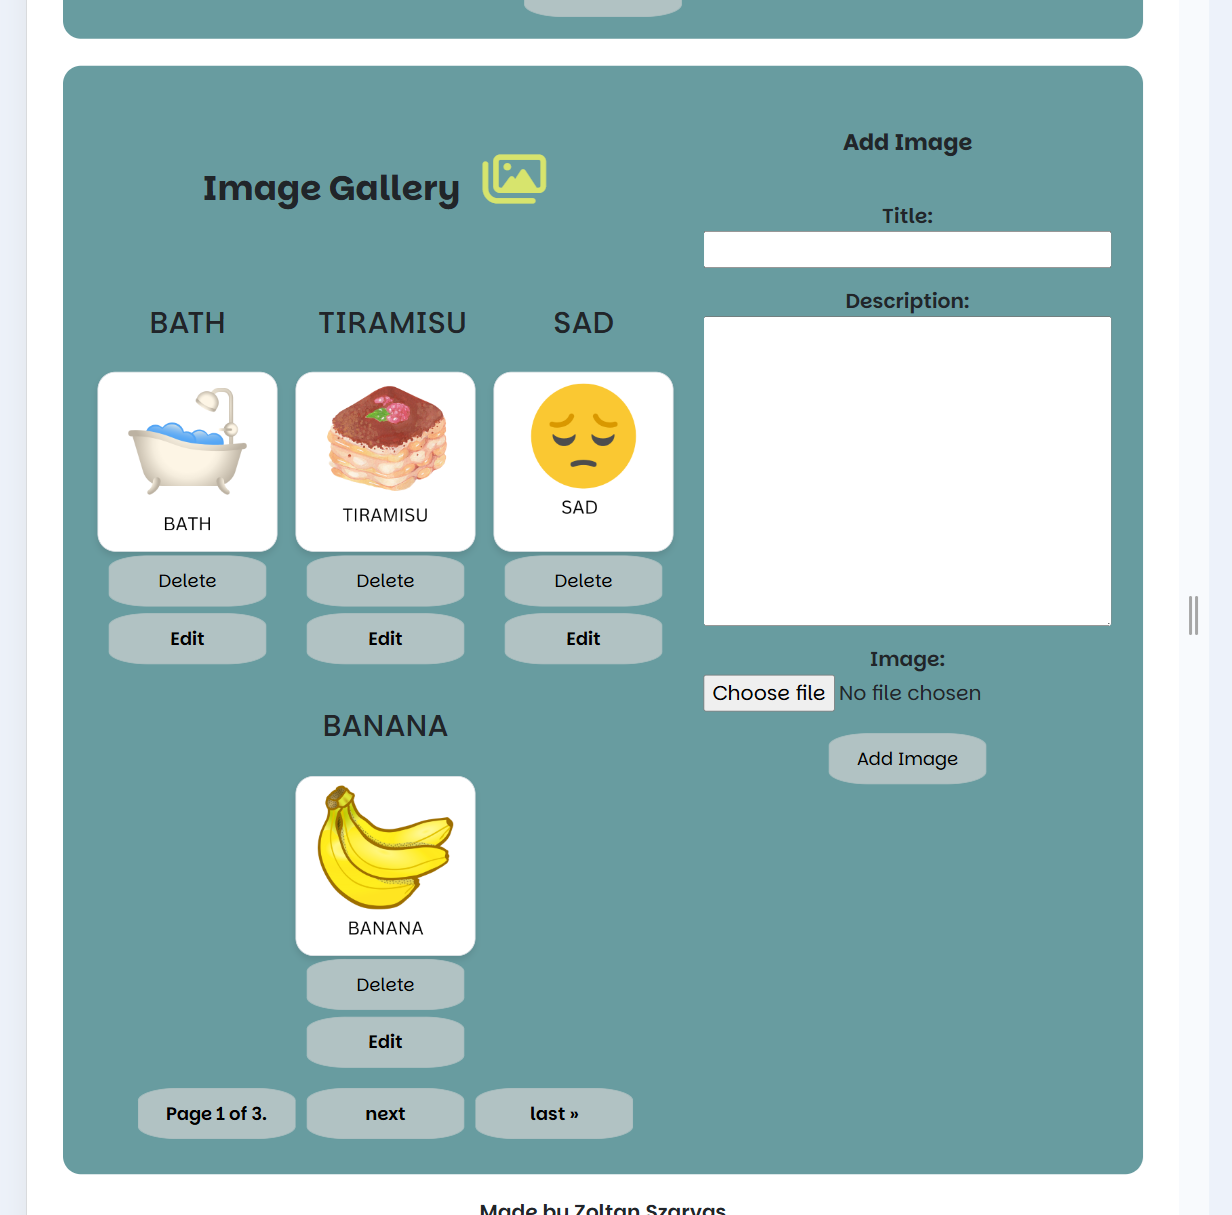 Image Gallery
BATH
TIRAMISU
SAD
BATH
TIRAMISU
SAD
Delete
Delete
Delete
Edit
Edit
Edit
BANANA
BANANA
Delete
Edit
Page 1 of 3.
next
last »
Add Image
Title:
Description:
Image:
Choose file No file chosen
Add Image
Made by Zoltan Szarvas